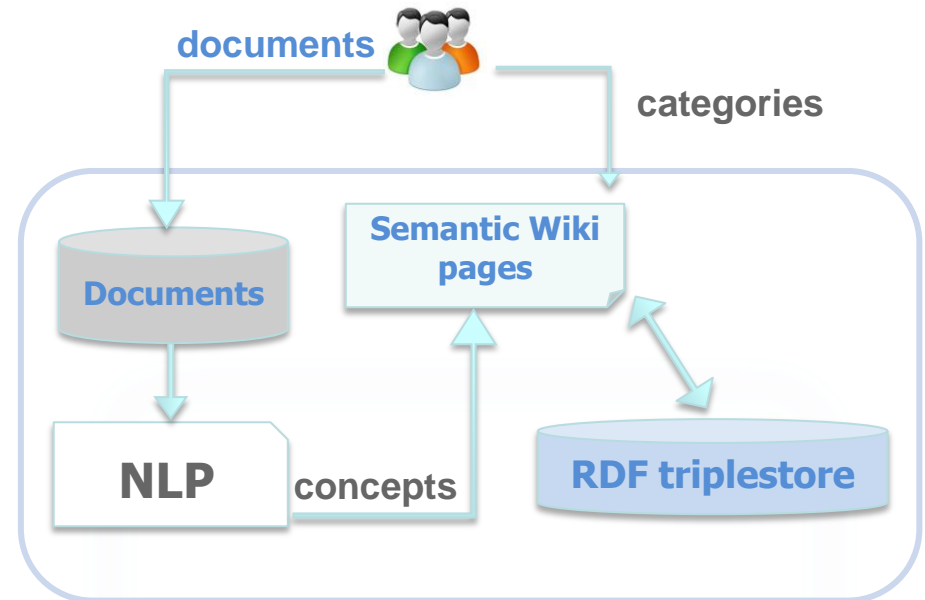 documents
categories
Semantic Wiki
pages
Documents
NLP
concepts
RDF triplestore